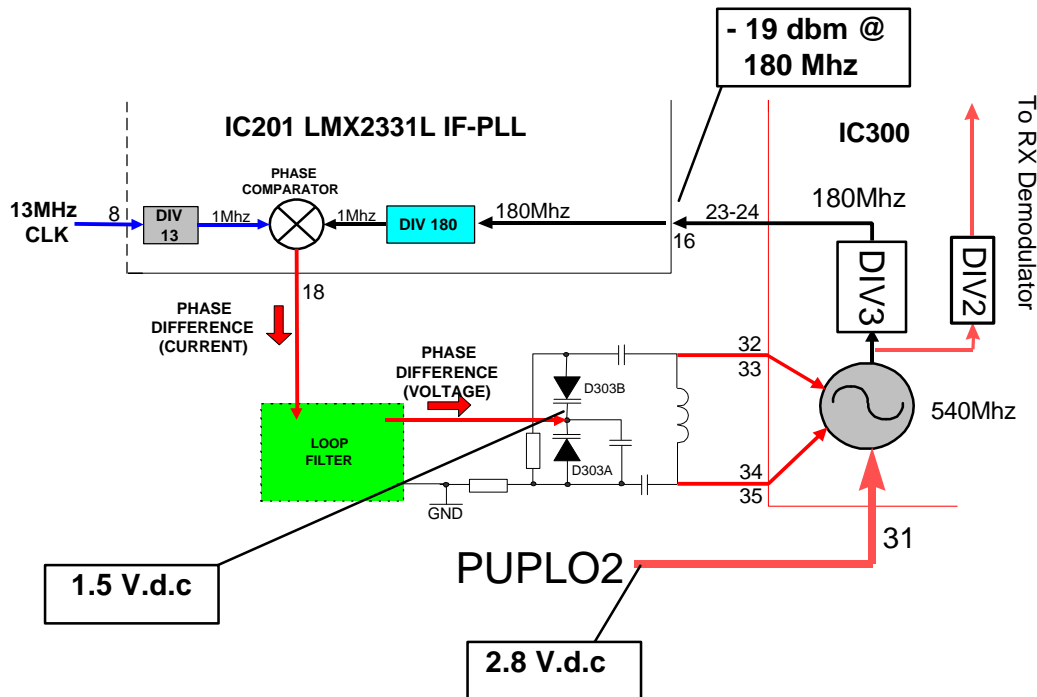 - 19 dbm @
180 Mhz
IC201 LMX2331L IF-PLL
IC300
To RX Demodulator
PHASE
COMPARATOR
13MHz
CLK
8
DIV
13
1Mhz
1Mhz
DIV 180
180Mhz
16
23-24
180Mhz
DIV3
DIV2
18
PHASE
DIFFERENCE
(CURRENT)
PHASE
DIFFERENCE
(VOLTAGE)
D303B
D303A
32
33
34
35
540Mhz
LOOP
FILTER
GND
31
PUPLO2
1.5 V.d.c
2.8 V.d.c